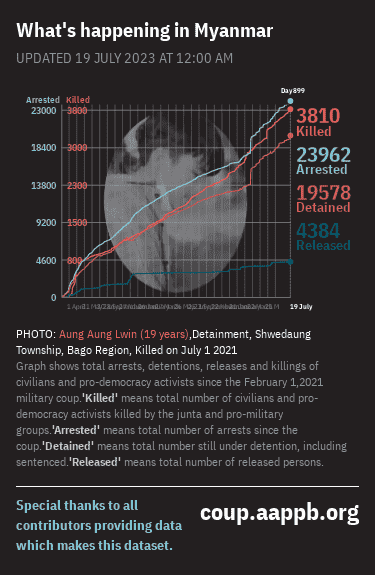 What's happening in Myanmar
UPDATED 19 JULY 2023 AT 12:00 AM
Day899
Arrested Killed
23000 3800
3810
Killed
18400 3000
23962
Arrested
13800 2300
19578
Detained
9200 1500
4384
Released
4600 800
0
19 July
PHOTO: Aung Aung Lwin (19 years),Detainment, Shwedaung
Township, Bago Region, Killed on July 1 2021
Graph shows total arrests, detentions, releases and killings of
civilians and pro-democracy activists since the February 1,2021
military coup.'Killed' means total number of civilians and pro-
democracy activists killed by the junta and pro-military
groups.'Arrested' means total number of arrests since the
coup.'Detained' means total number still under detention, including
sentenced.'Released' means total number of released persons.
Special thanks to all
contributors providing data
which makes this dataset.
coup.aappb.org